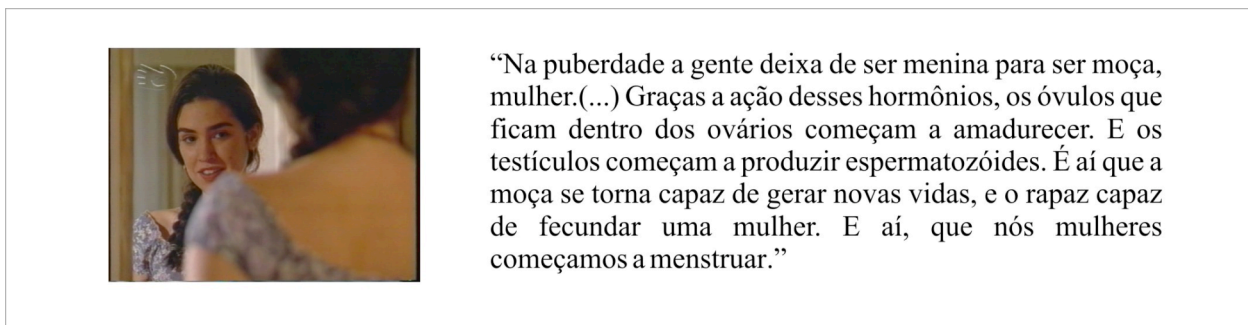 “Na puberdade a gente deixa de ser menina para ser moça,
mulher.(...) Graças a ação desses hormônios, os óvulos que
ficam dentro dos ovários começam a amadurecer. E os
testículos começam a produzir espermatozóides. É aí que a
moça se torna capaz de gerar novas vidas, e o rapaz capaz
de fecundar uma mulher. E aí, que nós mulheres
começamos a menstruar.”